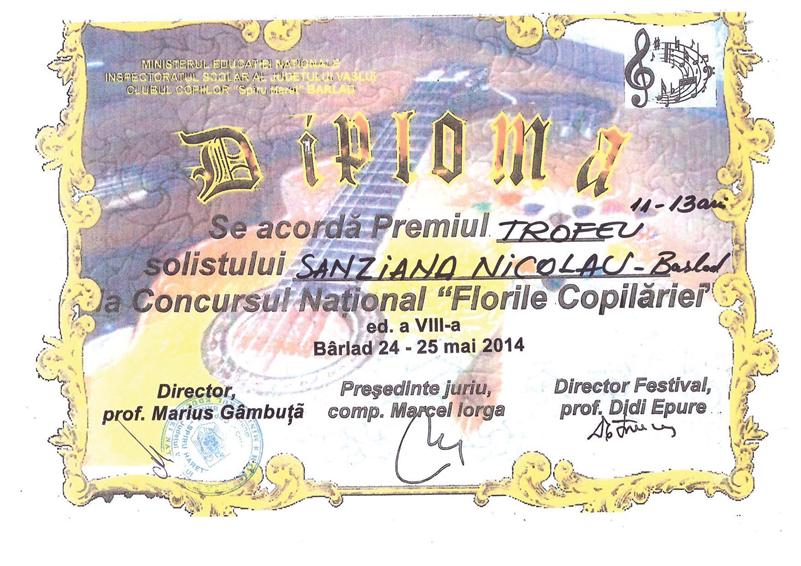 MINISTERUL EDUCAȚIEI NAȚIONALE
INSPECTORATUL ȘCOLAR AL JUDEȚULUI VASLUI
CLUBUL COPIILOR "Spiru Haret" BARLAD
Diploma
11-13 ani
Se acordă Premiul TROFEU
solistului SANZIANA NICOLAU - Barlad
la Concursul Național "Florile Copilăriei"
ed. a VIII-a
Bârlad 24 - 25 mai 2014
Director,
prof. Marius Gâmbuță
Președinte juriu,
comp. Marcel Iorga
Director Festival,
prof. Didi Epure